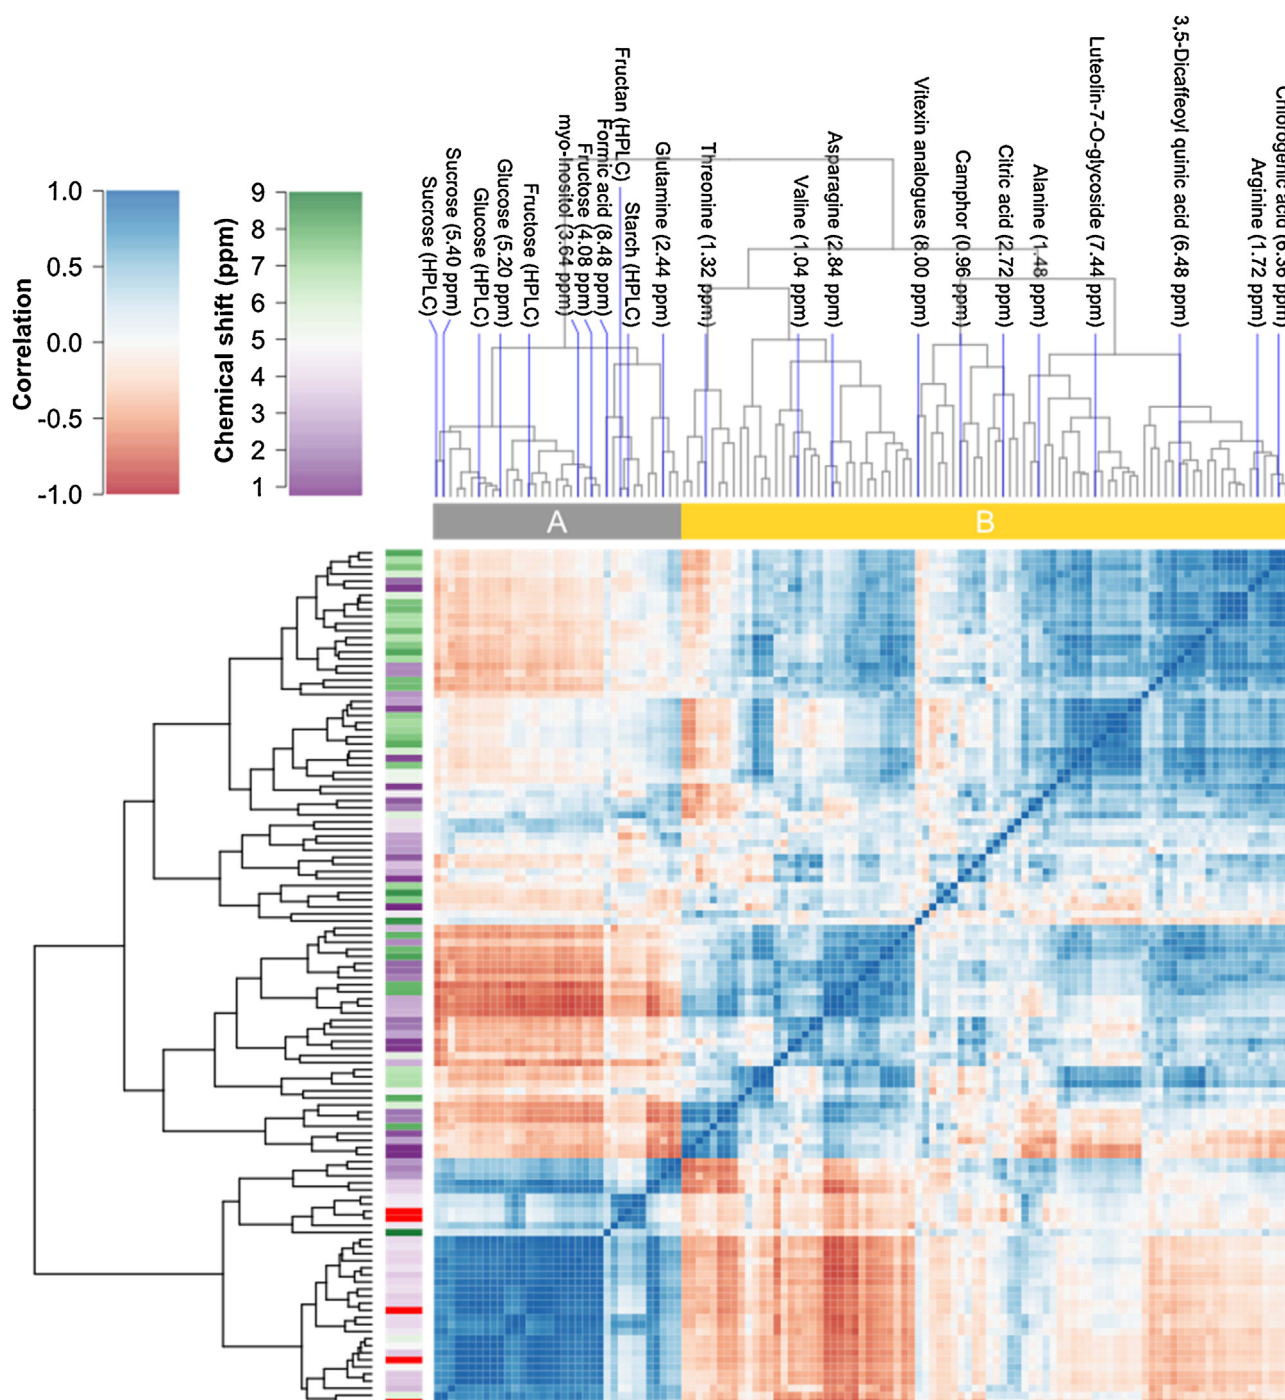 Correlation
1.0
0.5
0.0
-0.5
-1.0
Chemical shift (ppm)
9
8
7
6
5
4
3
2
1
Sucrose (HPLC)
Sucrose (5.40 ppm)
Glucose (HPLC)
Glucose (5.20 ppm)
Fructose (HPLC)
myo-Inositol (3.64 ppm)
Fructose (4.08 ppm)
Formic acid (8.48 ppm)
Fructan (HPLC)
Starch (HPLC)
Glutamine (2.44 ppm)
Threonine (1.32 ppm)
Valine (1.04 ppm)
Asparagine (2.84 ppm)
Vitexin analogues (8.00 ppm)
Camphor (0.96 ppm)
Citric acid (2.72 ppm)
Alanine (1.48 ppm)
Luteolin-7-O-glycoside (7.44 ppm)
3,5-Dicaffeoyl quinic acid (6.48 ppm)
Arginine (1.72 ppm)
A
B